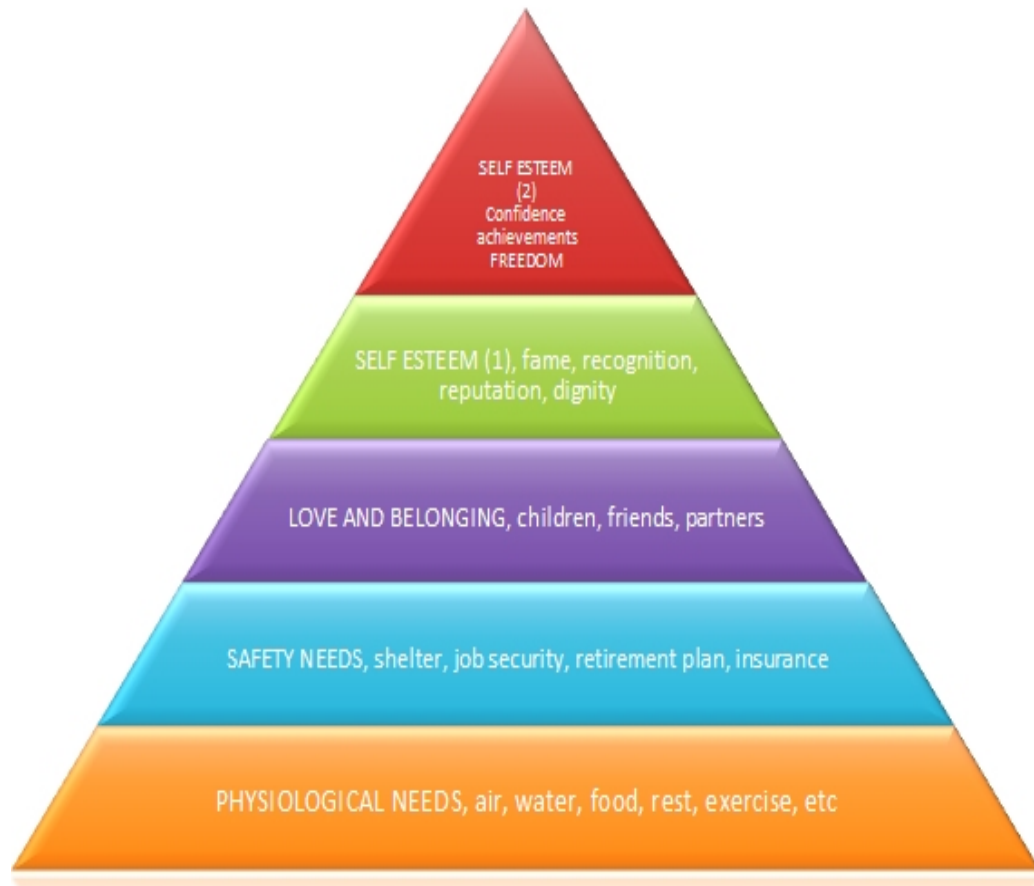 SELF ESTEEM
(2)
Confidence
achievements
FREEDOM
SELF ESTEEM (1), fame, recognition,
reputation, dignity
LOVE AND BELONGING, children, friends, partners
SAFETY NEEDS, shelter, job security, retirement plan, insurance
PHYSIOLOGICAL NEEDS, air, water, food, rest, exercise, etc